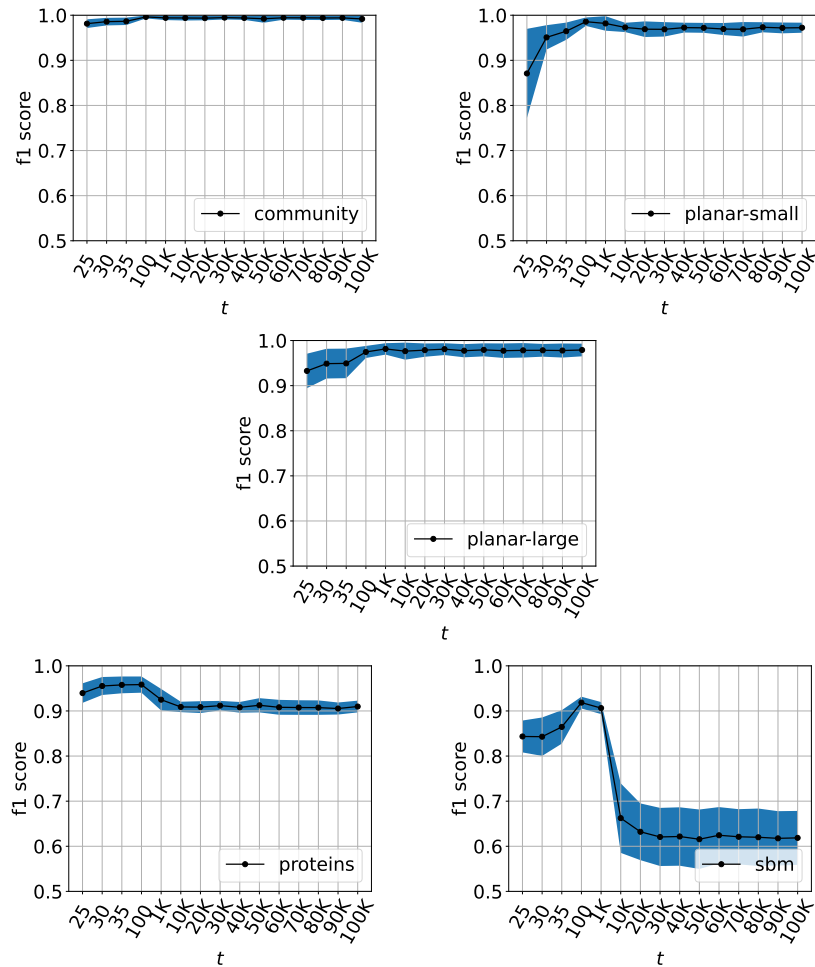 1.0
0.9
0.8
0.7
0.6
0.5
f1 score
community
25
30
35
100
1K
10K
20K
30K
40K
50K
60K
70K
80K
90K
100K
t
1.0
0.9
0.8
0.7
0.6
0.5
f1 score
planar-small
25
30
35
100
1K
10K
20K
30K
40K
50K
60K
70K
80K
90K
100K
t
1.0
0.9
0.8
0.7
0.6
0.5
f1 score
planar-large
25
30
35
100
1K
10K
20K
30K
40K
50K
60K
70K
80K
90K
100K
t
1.0
0.9
0.8
0.7
0.6
0.5
f1 score
proteins
25
30
35
100
1K
10K
20K
30K
40K
50K
60K
70K
80K
90K
100K
t
1.0
0.9
0.8
0.7
0.6
0.5
f1 score
sbm
25
30
35
100
1K
10K
20K
30K
40K
50K
60K
70K
80K
90K
100K
t